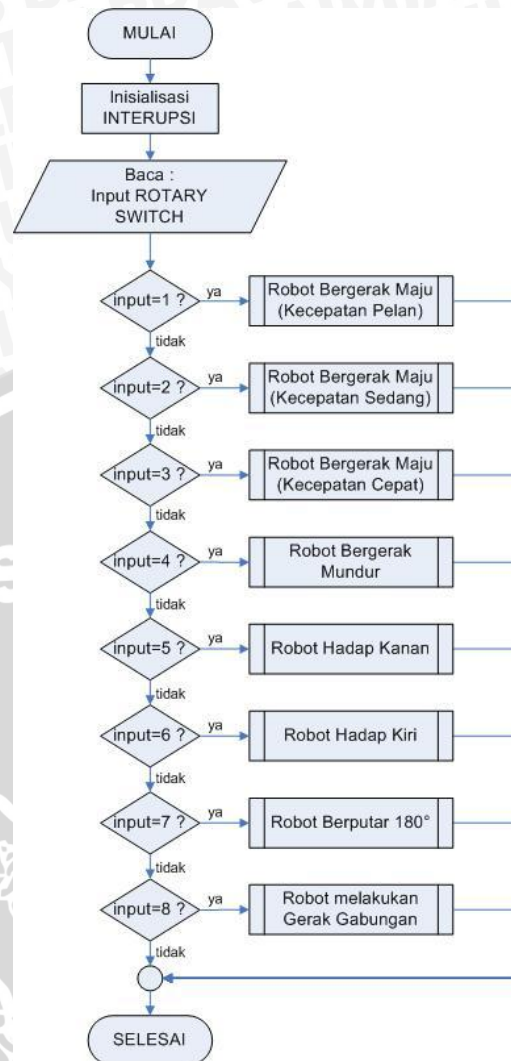 MULAI
Inisialisasi
INTERUPSI
Baca :
Input ROTARY
SWITCH
input=1 ?
ya
Robot Bergerak Maju
(Kecepatan Pelan)
tidak
input=2 ?
ya
Robot Bergerak Maju
(Kecepatan Sedang)
tidak
input=3 ?
ya
Robot Bergerak Maju
(Kecepatan Cepat)
tidak
input=4 ?
ya
Robot Bergerak
Mundur
tidak
input=5 ?
ya
Robot Hadap Kanan
tidak
input=6 ?
ya
Robot Hadap Kiri
tidak
input=7 ?
ya
Robot Berputar 180°
tidak
input=8 ?
ya
Robot melakukan
Gerak Gabungan
tidak
SELESAI